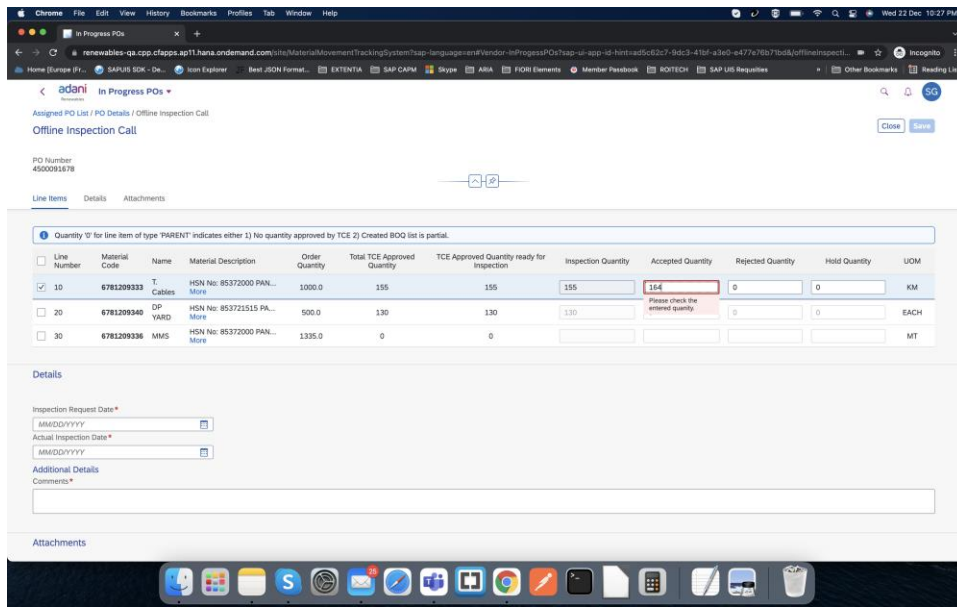 Chrome File Edit View History Bookmarks Profiles Tab Window Help Wed 22 Dec 10:27 PM
In Progress POs
renewables-qa.cpp.cfapps.ap11.hana.ondemand.com/site/MaterialMovementTrackingSystem?sap-language=en#Vendor-InProgessPOs?sap-ui-app-id-hint=ad5c62c7-9dc3-41bf-a3e0-e477e76b71bd&/offlineInspecti... Incognito
Home [Europe (Fr... SAPUI5 SDK - De... Icon Explorer Best JSON Format... EXTENTIA SAP CAPM Skype ARIA FIORI Elements Member Passbook ROITECH SAP UI5 Requsities » Other Bookmarks Reading Lis
adani In Progress POs SG
Renewables
Assigned PO List / PO Details / Offline Inspection Call
Offline Inspection Call Close Save
PO Number
4500091678
Line Items Details Attachments
Quantity '0' for line item of type 'PARENT' indicates either 1) No quantity approved by TCE 2) Created BOQ list is partial.
Line Number Material Code Name Material Description Order Quantity Total TCE Approved Quantity TCE Approved Quantity ready for Inspection Inspection Quantity Accepted Quantity Rejected Quantity Hold Quantity UOM
10 6781209333 T. Cables HSN No: 85372000 PAN... More 1000.0 155 155 155 164 0 0 KM
Please check the entered quanity.
20 6781209340 DP YARD HSN No: 853721515 PA... More 500.0 130 130 130 0 0 EACH
30 6781209336 MMS HSN No: 85372000 PAN... More 1335.0 0 0 MT
Details
Inspection Request Date*
MM/DD/YYYY
Actual Inspection Date*
MM/DD/YYYY
Additional Details
Comments*
Attachments